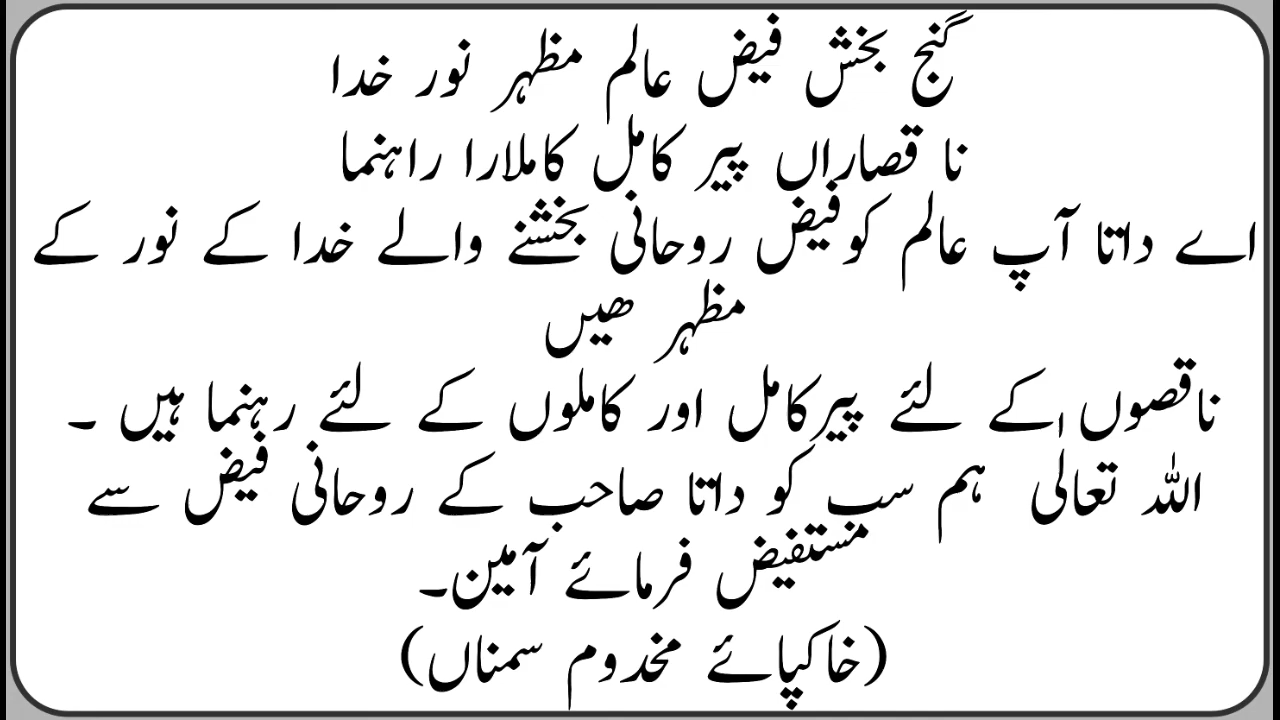 گنج بخش فیض عالم مظہر نور خدا
نا قصاراں پیر کامل کاملارا راہنما
اے داتا آپ عالم کو فیض روحانی بخشنے والے خدا کے نور کے
مظہر ھیں
ناقصوں کے لئے پیرِ کامل اور کاملوں کے لئے رہنما ہیں ۔
اللہ تعالٰی ہم سب کو داتا صاحب کے روحانی فیض سے
مستفیض فرمائے آمین۔
(خاکپائے مخدوم سمناں)